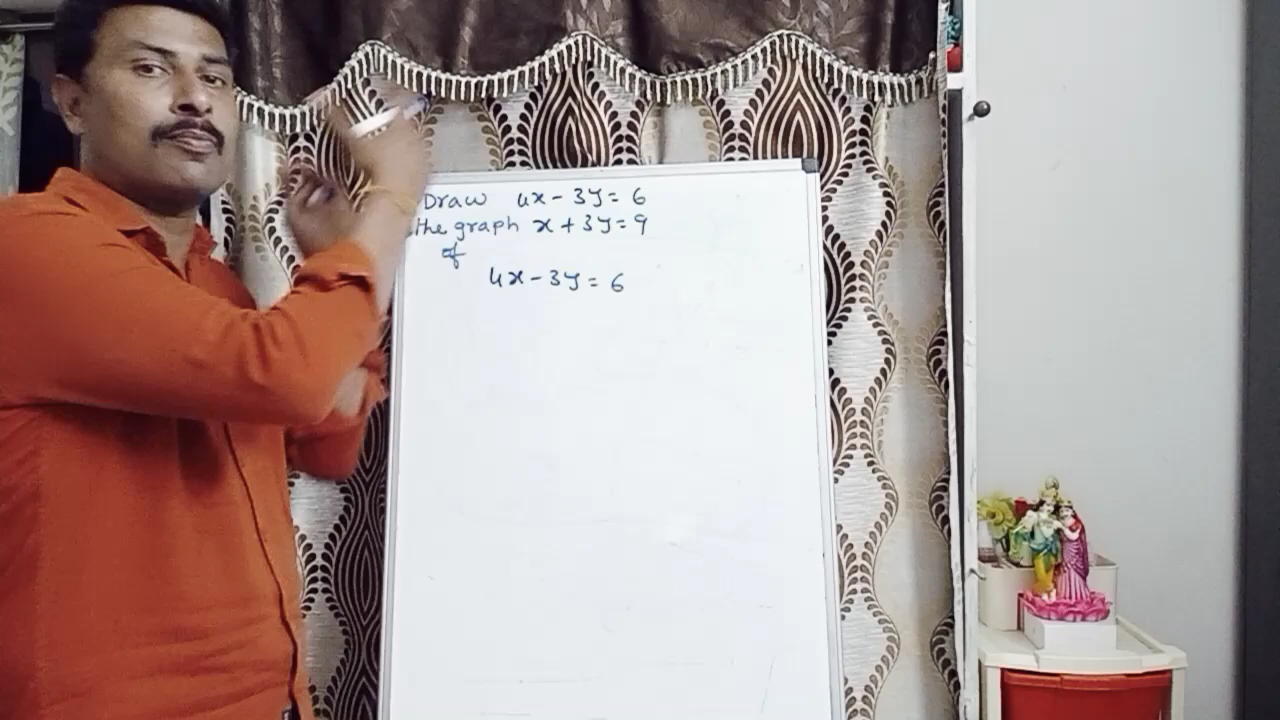 Draw 4x - 3y = 6
the graph x + 3y = 9
of
4x - 3y = 6